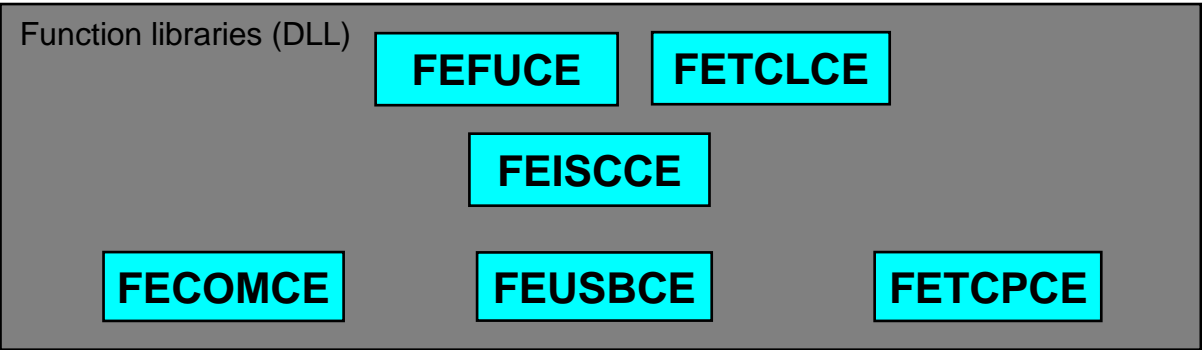 Function libraries (DLL)
FEFUCE
FETCLCE
FEISCCE
FECOMCE
FEUSBCE
FETCPCE